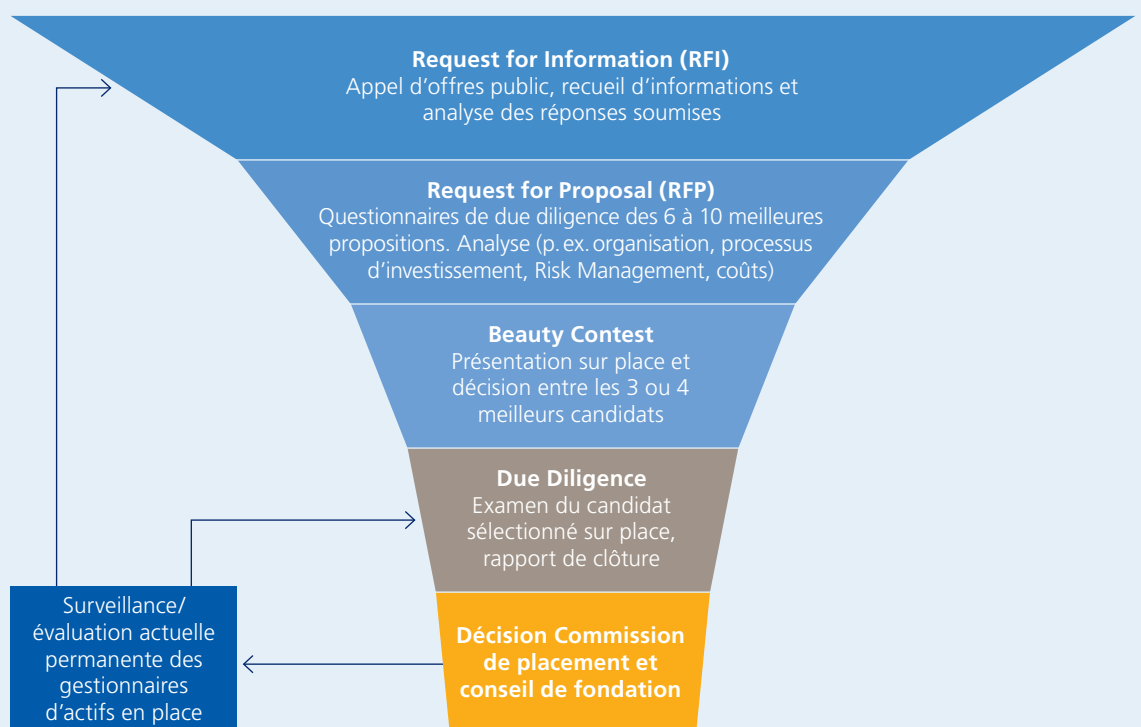 Request for Information (RFI)
Appel d’offres public, recueil d’informations et
analyse des réponses soumises
Request for Proposal (RFP)
Questionnaires de due diligence des 6 à 10 meilleures
propositions. Analyse (p. ex. organisation, processus
d’investissement, Risk Management, coûts)
Beauty Contest
Présentation sur place et
décision entre les 3 ou 4
meilleurs candidats
Due Diligence
Examen du candidat
sélectionné sur place,
rapport de clôture
Décision Commission
de placement et
conseil de fondation
Surveillance/
évaluation actuelle
permanente des
gestionnaires
d’actifs en place